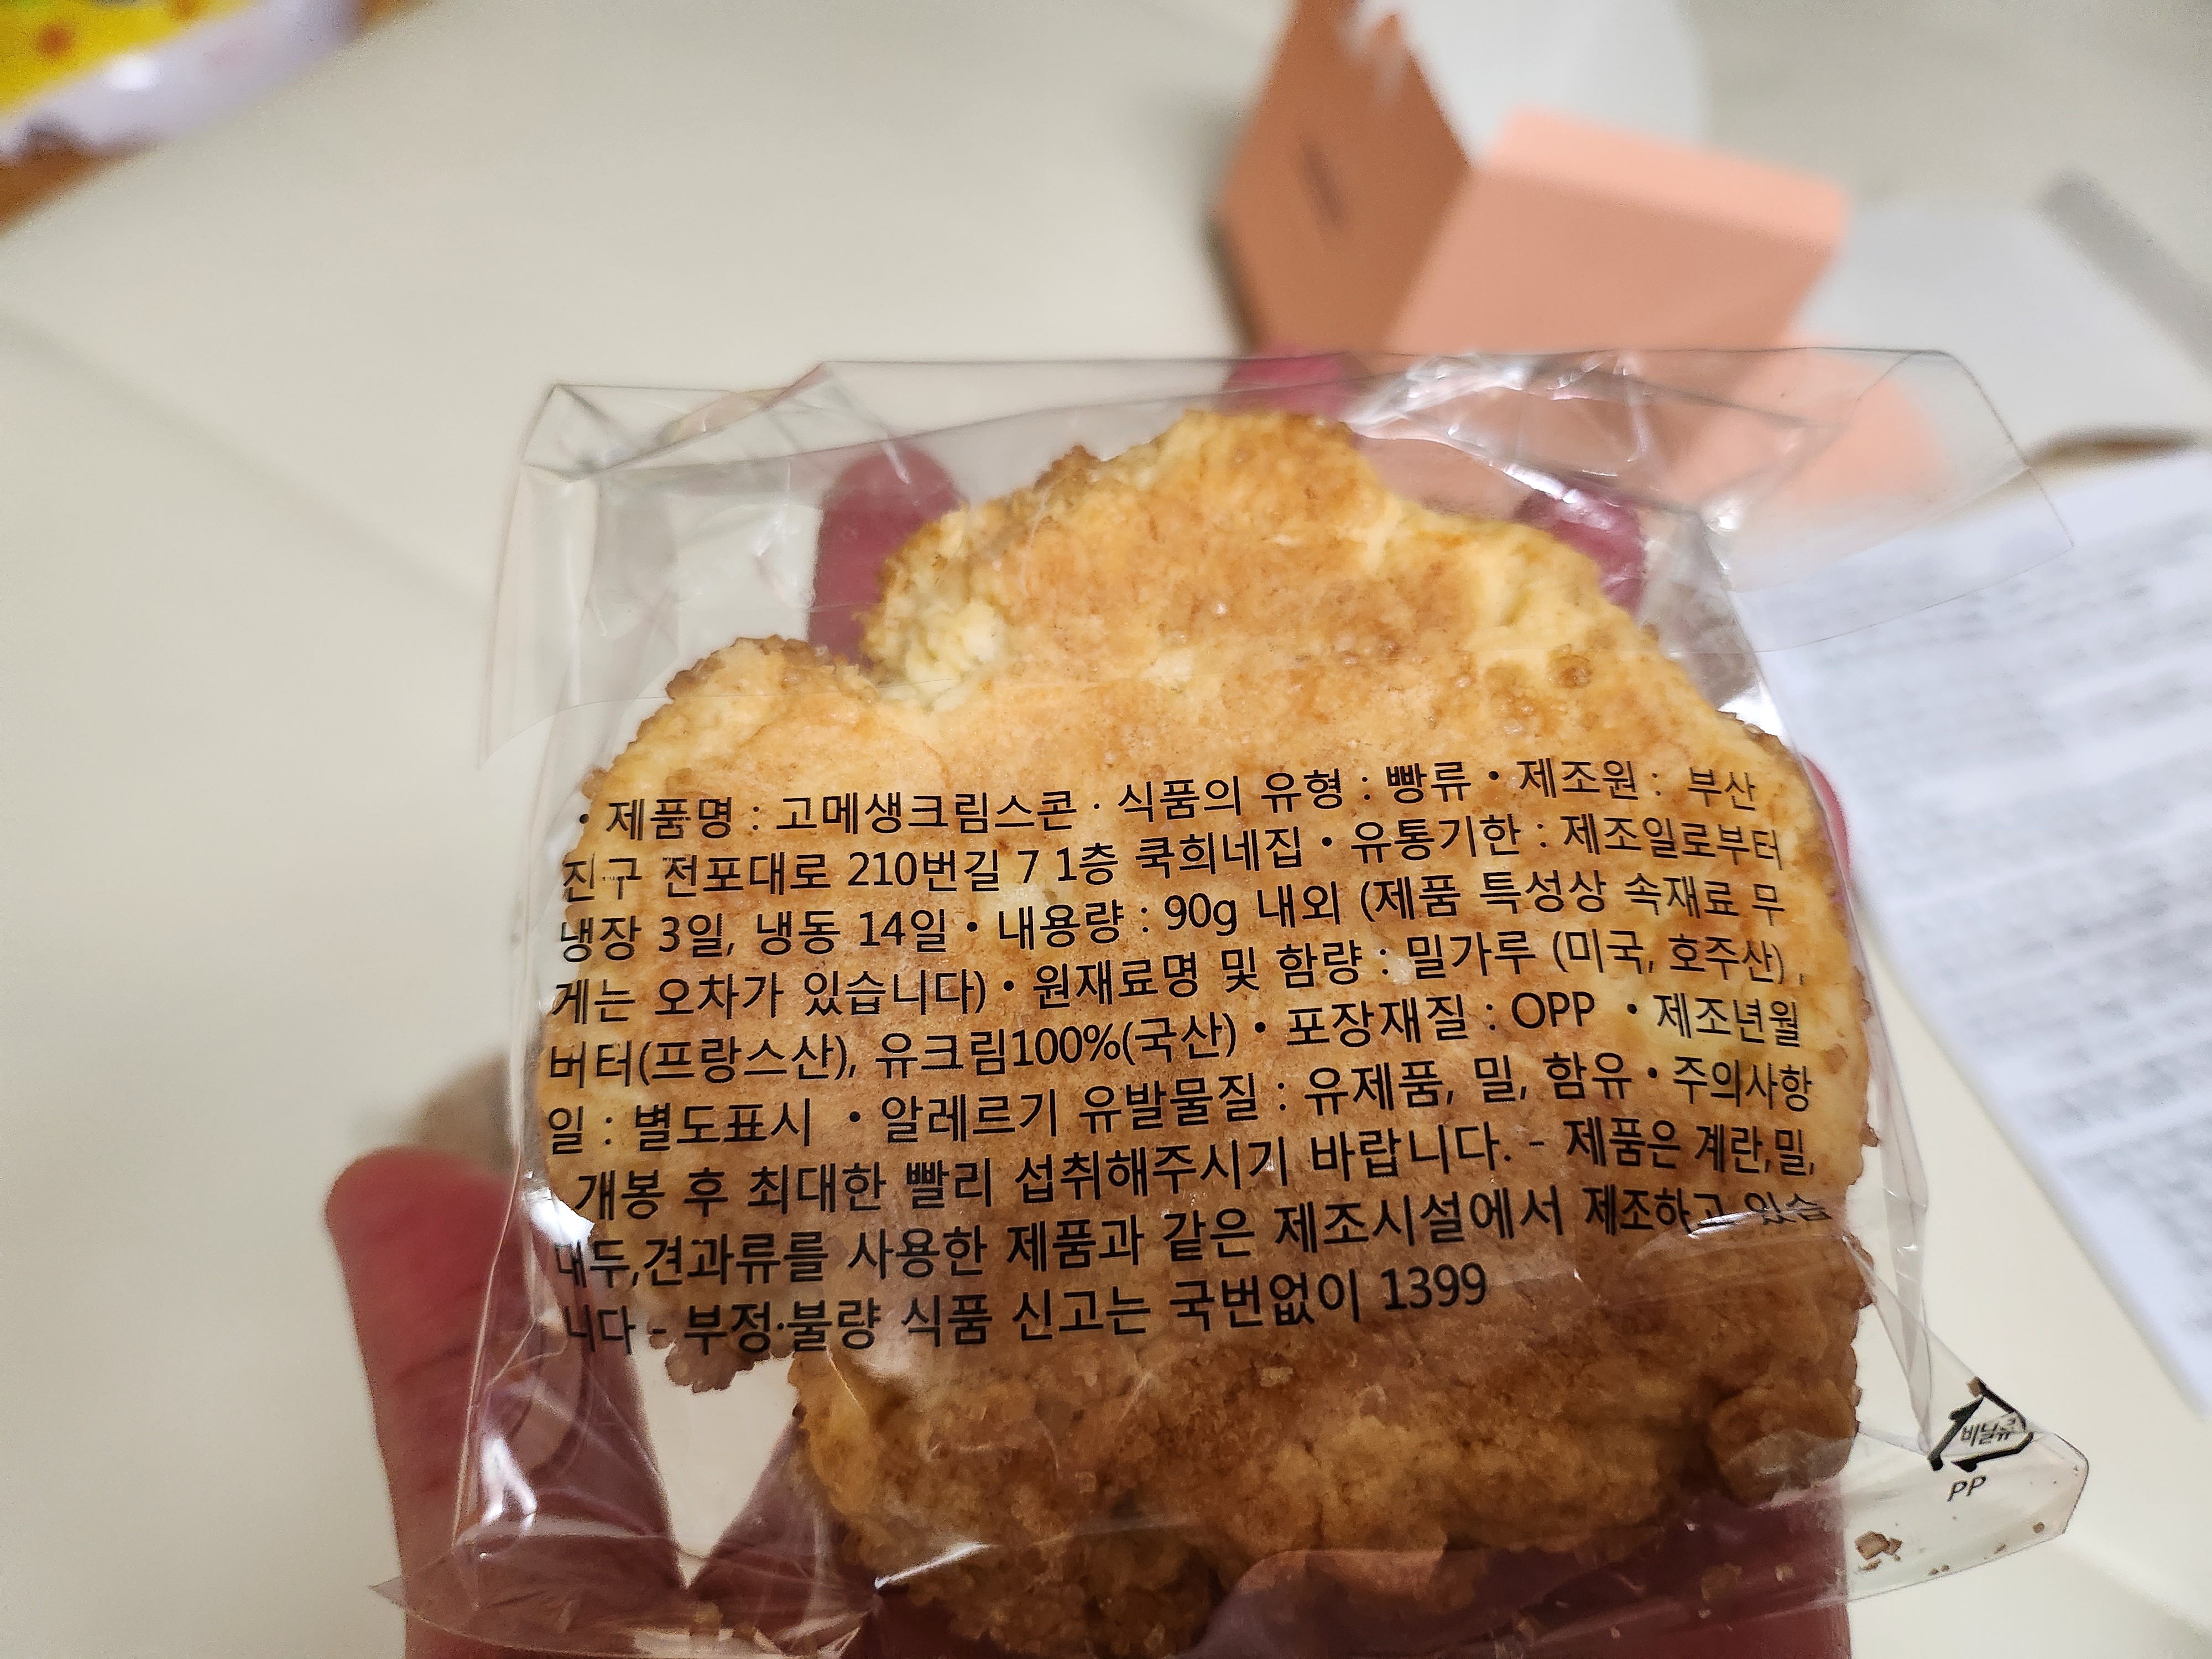 • 제품명 : 고메생크림스콘 · 식품의 유형 : 빵류 • 제조원 : 부산
진구 전포대로 210번길 7 1층 쿡희네집 • 유통기한 : 제조일로부터
냉장 3일, 냉동 14일 • 내용량 : 90g 내외 (제품 특성상 속재료 무
게는 오차가 있습니다) • 원재료명 및 함량 : 밀가루 (미국, 호주산) ,
버터(프랑스산), 유크림100%(국산) • 포장재질 : OPP • 제조년월
일 : 별도표시 • 알레르기 유발물질 : 유제품, 밀, 함유 • 주의사항
개봉 후 최대한 빨리 섭취해주시기 바랍니다. - 제품은 계란,밀,
대두,견과류를 사용한 제품과 같은 제조시설에서 제조하고 있습
니다 - 부정·불량 식품 신고는 국번없이 1399
비닐류
PP